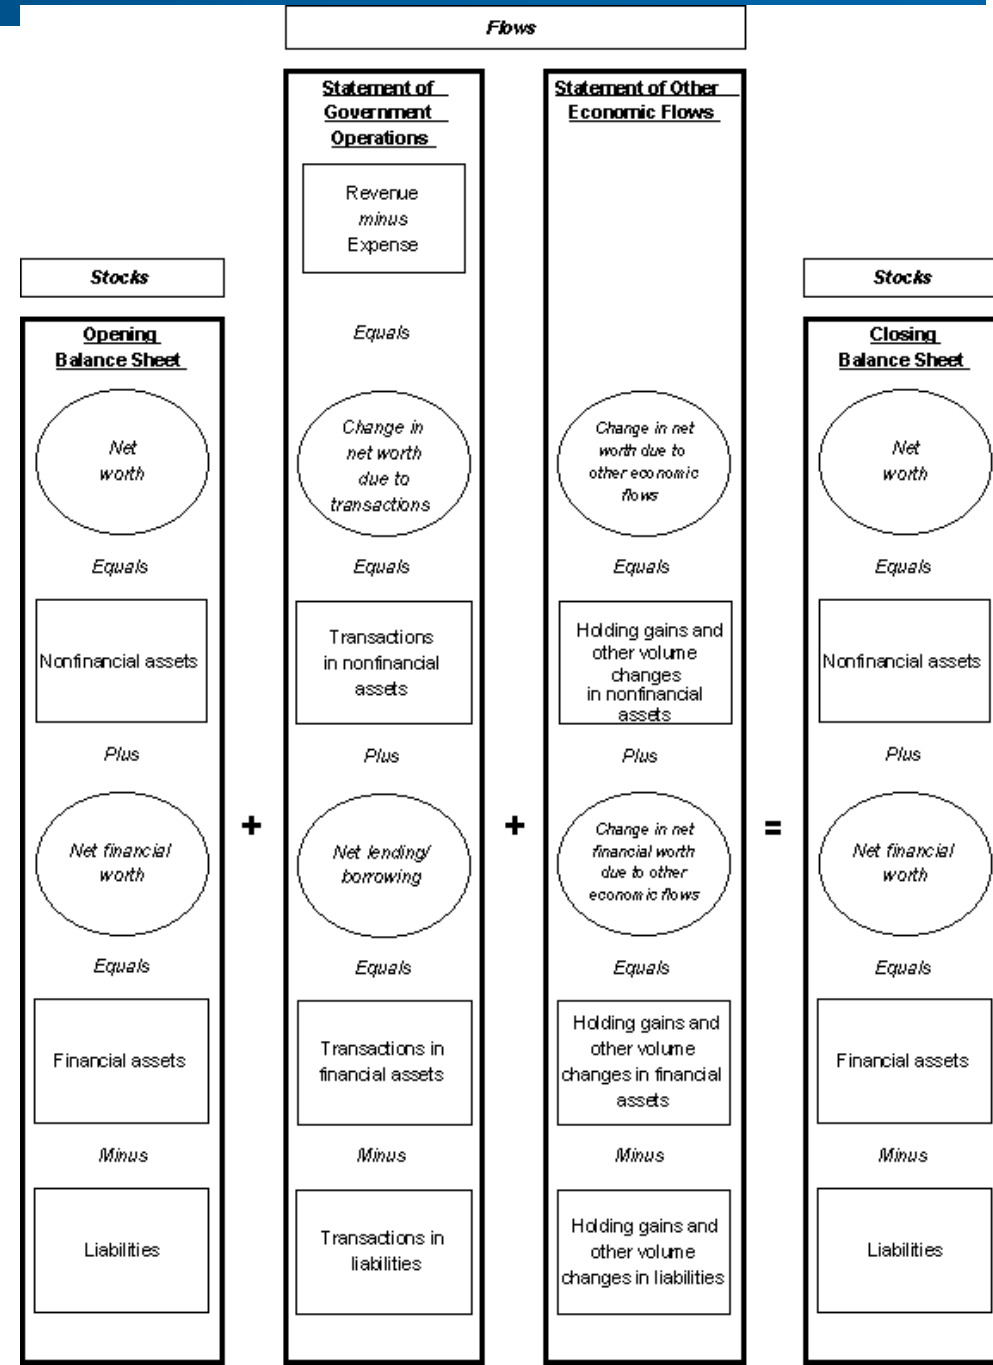 Flows
Statement of
Government
Operations
Revenue
minus
Expense
Equals
Change in
net worth
due to
transactions
Equals
Transactions
in nonfinancial
assets
Plus
Net lending/
borrowing
Equals
Transactions in
financial assets
Minus
Transactions in
liabilities
Statement of Other
Economic Flows
Change in net
worth due to
other economic
flows
Equals
Holding gains and
other volume
changes
in nonfinancial
assets
Plus
Change in net
financial worth
due to other
economic flows
Equals
Holding gains and
other volume
changes in financial
assets
Minus
Holding gains and
other volume
changes in liabilities
Stocks
Opening
Balance Sheet
Net
worth
Equals
Nonfinancial assets
Plus
Net financial
worth
Equals
Financial assets
Minus
Liabilities
+
+
=
Stocks
Closing
Balance Sheet
Net
worth
Equals
Nonfinancial assets
Plus
Net financial
worth
Equals
Financial assets
Minus
Liabilities